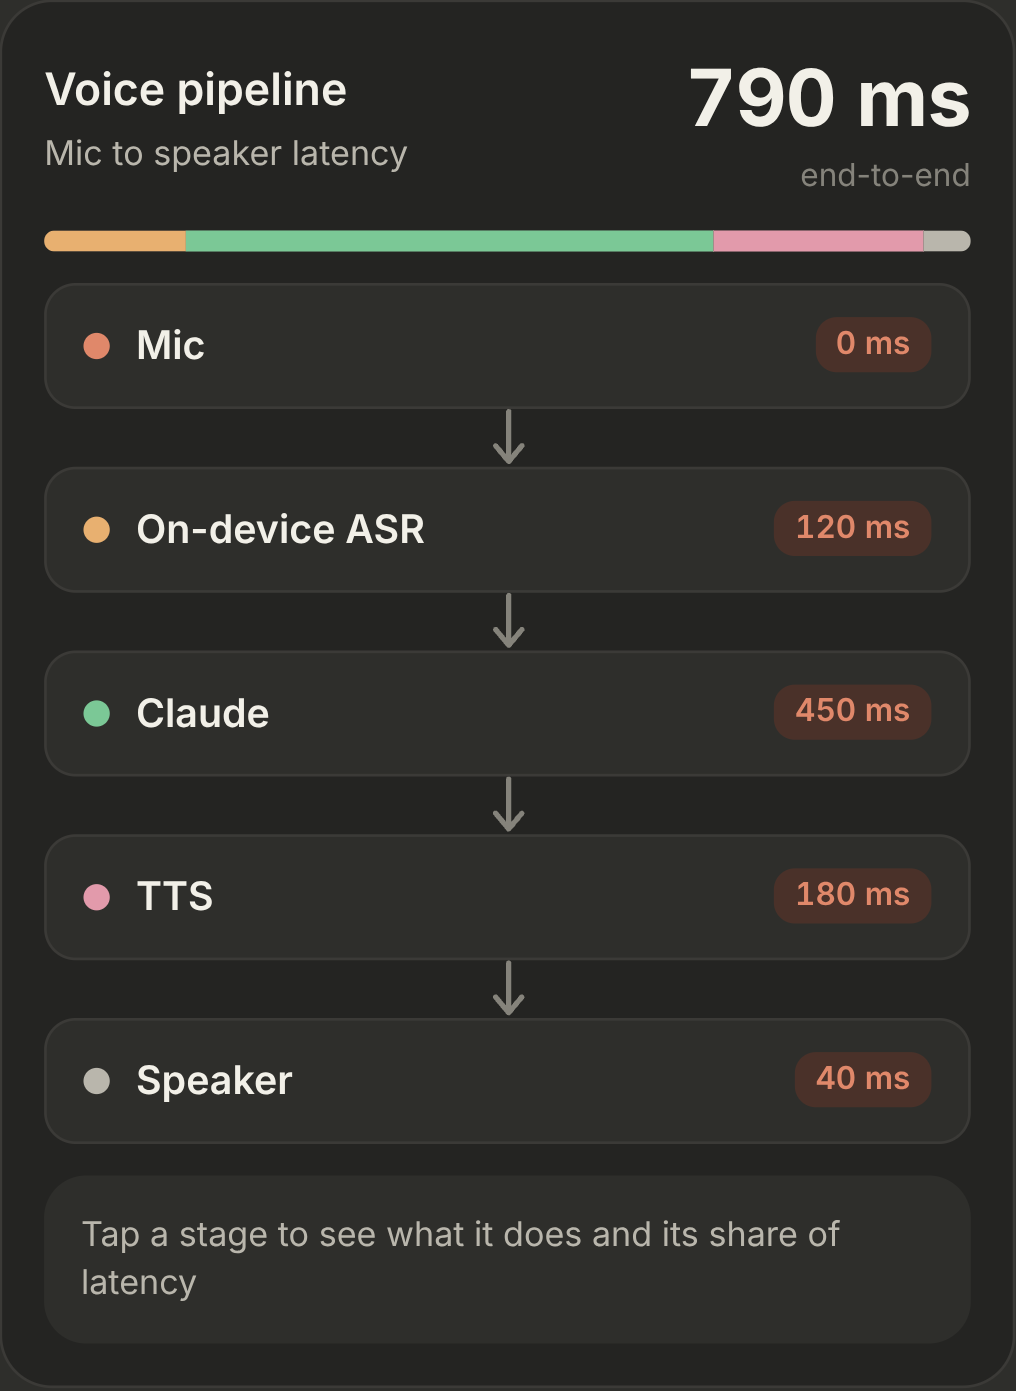 Voice pipeline
790 ms
Mic to speaker latency
end-to-end
Mic
0 ms
On-device ASR
120 ms
Claude
450 ms
TTS
180 ms
Speaker
40 ms
Tap a stage to see what it does and its share of
latency